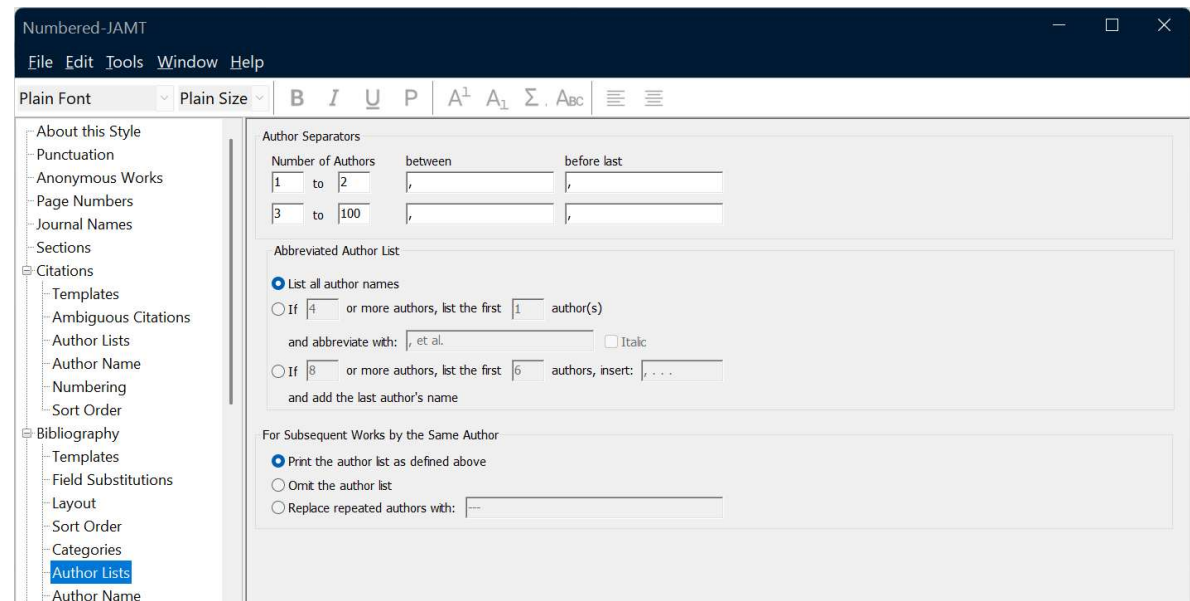 Numbered-JAMT
File Edit Tools Window Help
Plain Font Plain Size B I U P A1 A1 Σ ABC
About this Style
Punctuation
Anonymous Works
Page Numbers
Journal Names
Sections
Citations
Templates
Ambiguous Citations
Author Lists
Author Name
Numbering
Sort Order
Bibliography
Templates
Field Substitutions
Layout
Sort Order
Categories
Author Lists
Author Name
Author Separators
Number of Authors between before last
1 to 2 , ,
3 to 100 , ,
Abbreviated Author List
List all author names
If 4 or more authors, list the first 1 author(s)
and abbreviate with: , et al. Italic
If 8 or more authors, list the first 6 authors, insert: , . . .
and add the last author's name
For Subsequent Works by the Same Author
Print the author list as defined above
Omit the author list
Replace repeated authors with: ---